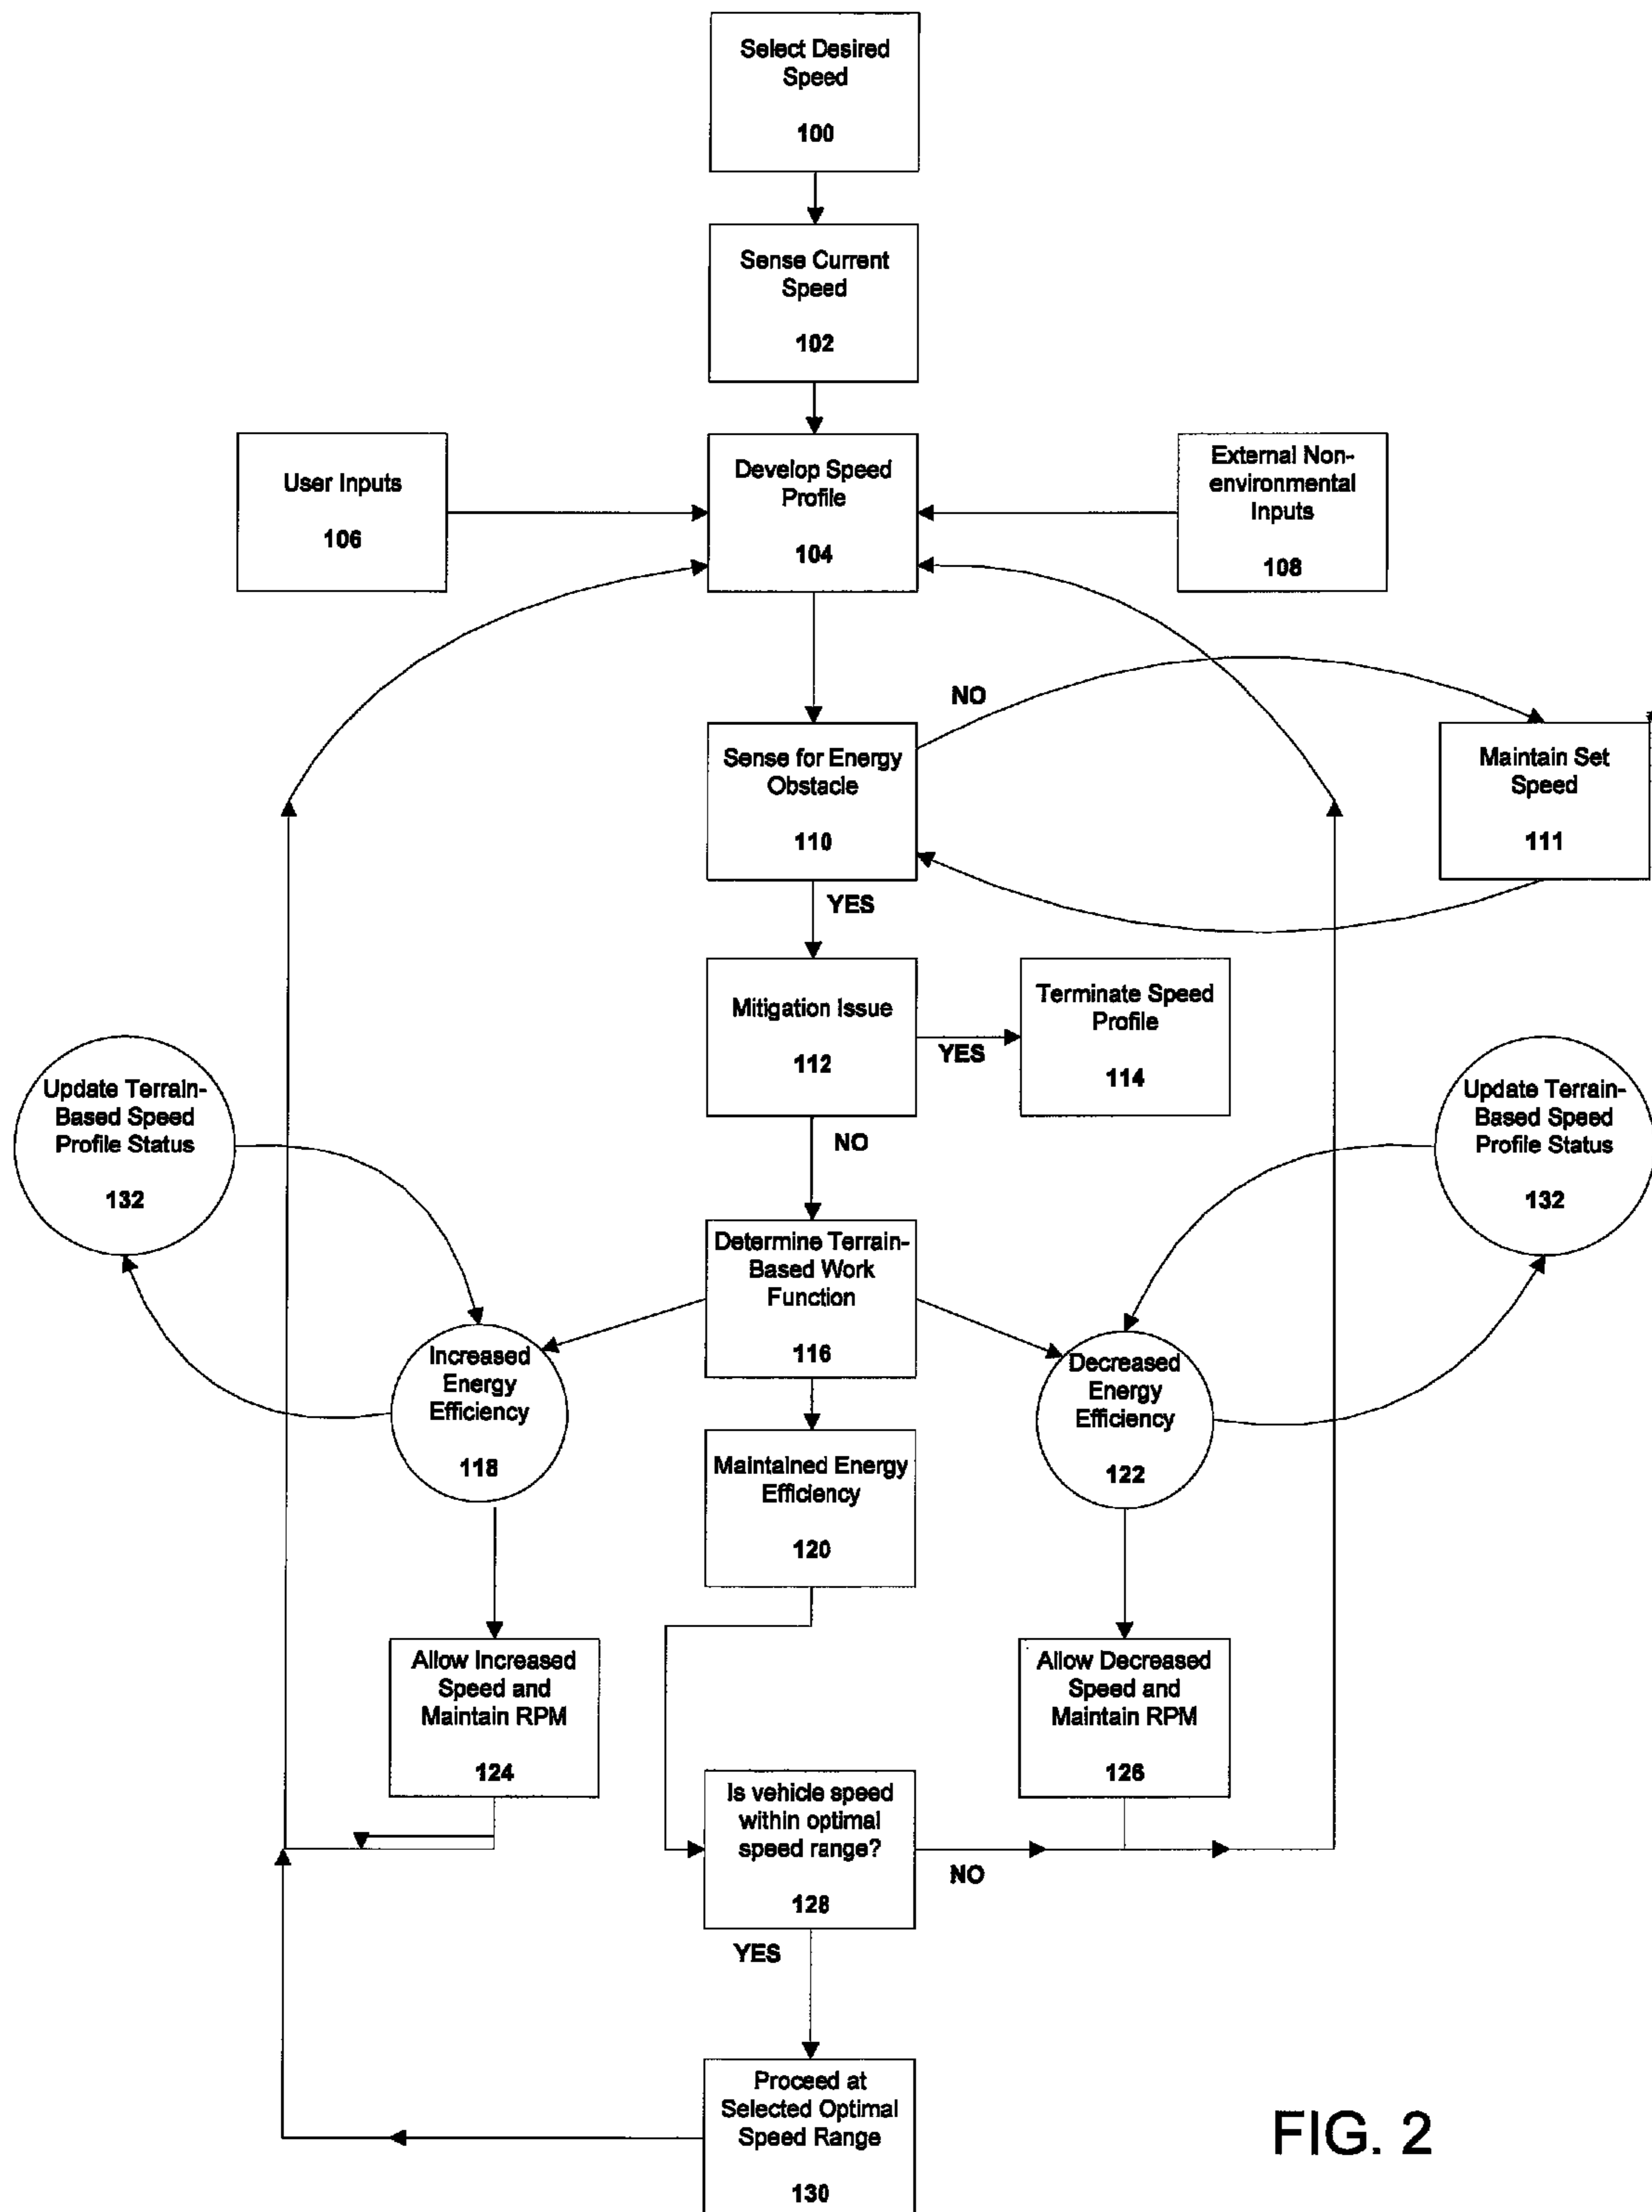 Select Desired
Speed
100
Sense Current
Speed
102
User Inputs
106
Develop Speed
Profile
104
External Non-
environmental
Inputs
108
NO
Sense for Energy
Obstacle
110
Maintain Set
Speed
111
YES
Mitigation Issue
112
YES
Terminate Speed
Profile
114
NO
Update Terrain-
Based Speed
Profile Status
132
Update Terrain-
Based Speed
Profile Status
132
Determine Terrain-
Based Work
Function
116
Increased
Energy
Efficiency
118
Decreased
Energy
Efficiency
122
Maintained Energy
Efficiency
120
Allow Increased
Speed and
Maintain RPM
124
Allow Decreased
Speed and
Maintain RPM
126
Is vehicle speed
within optimal
speed range?
128
NO
YES
Proceed at
Selected Optimal
Speed Range
130
FIG. 2